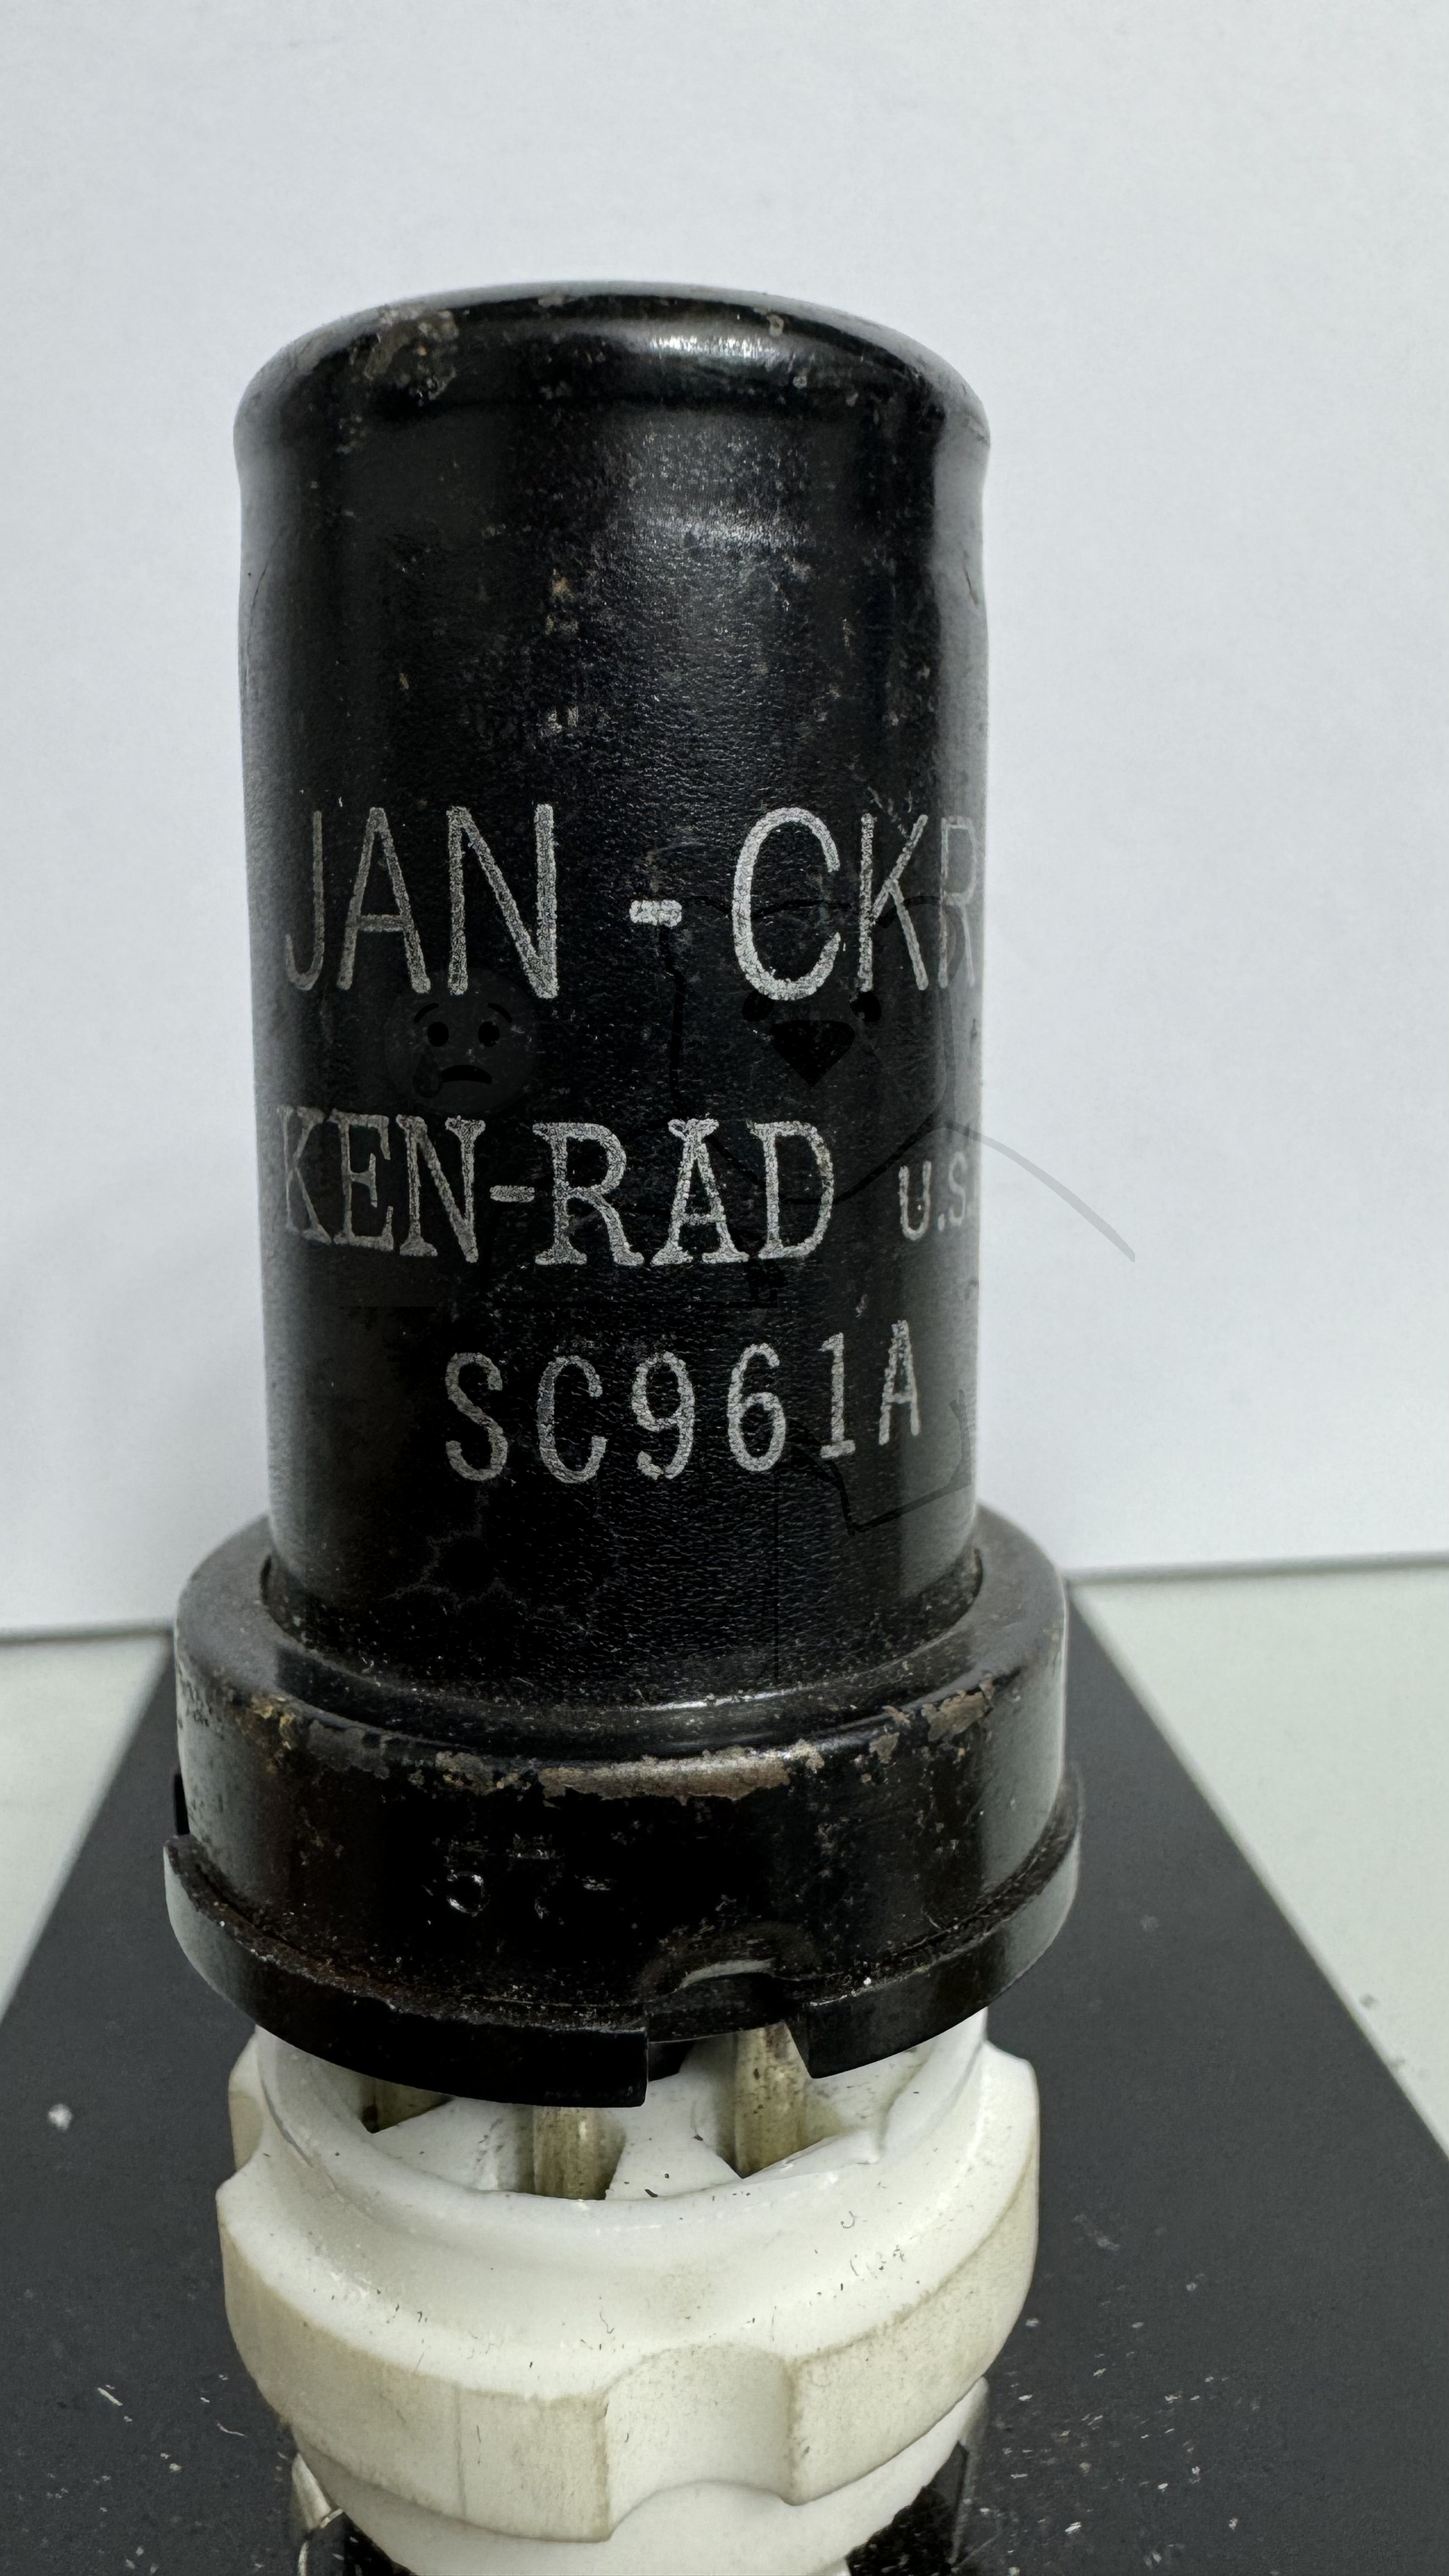 JAN - CKR
KEN-RAD U.S.
SC961A